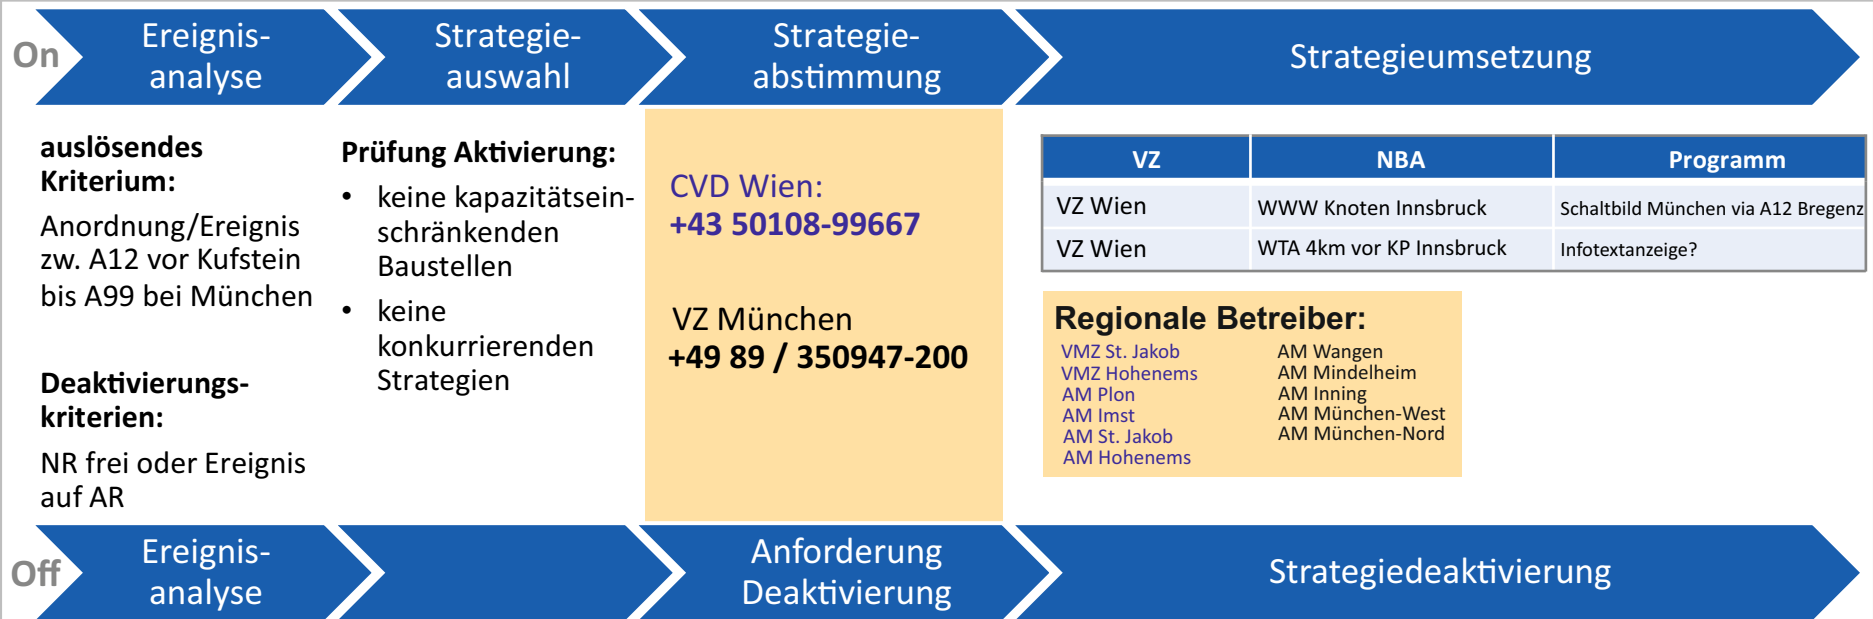 On
Ereignis-
analyse
Strategie-
auswahl
Strategie-
abstimmung
Strategieumsetzung
auslösendes
Kriterium:
Anordnung/Ereignis
zw. A12 vor Kufstein
bis A99 bei München
Deaktivierungs-
kriterien:
NR frei oder Ereignis
auf AR
Prüfung Aktivierung:
• keine kapazitätsein-
schränkenden
Baustellen
• keine
konkurrierenden
Strategien
CVD Wien:
+43 50108-99667
VZ München
+49 89 / 350947-200
VZ NBA Programm
VZ Wien WWW Knoten Innsbruck Schaltbild München via A12 Bregenz
VZ Wien WTA 4km vor KP Innsbruck Infotextanzeige?
Regionale Betreiber:
VMZ St. Jakob
VMZ Hohenems
AM Plon
AM Imst
AM St. Jakob
AM Hohenems
AM Wangen
AM Mindelheim
AM Inning
AM München-West
AM München-Nord
Off
Ereignis-
analyse
Anforderung
Deaktivierung
Strategiedeaktivierung